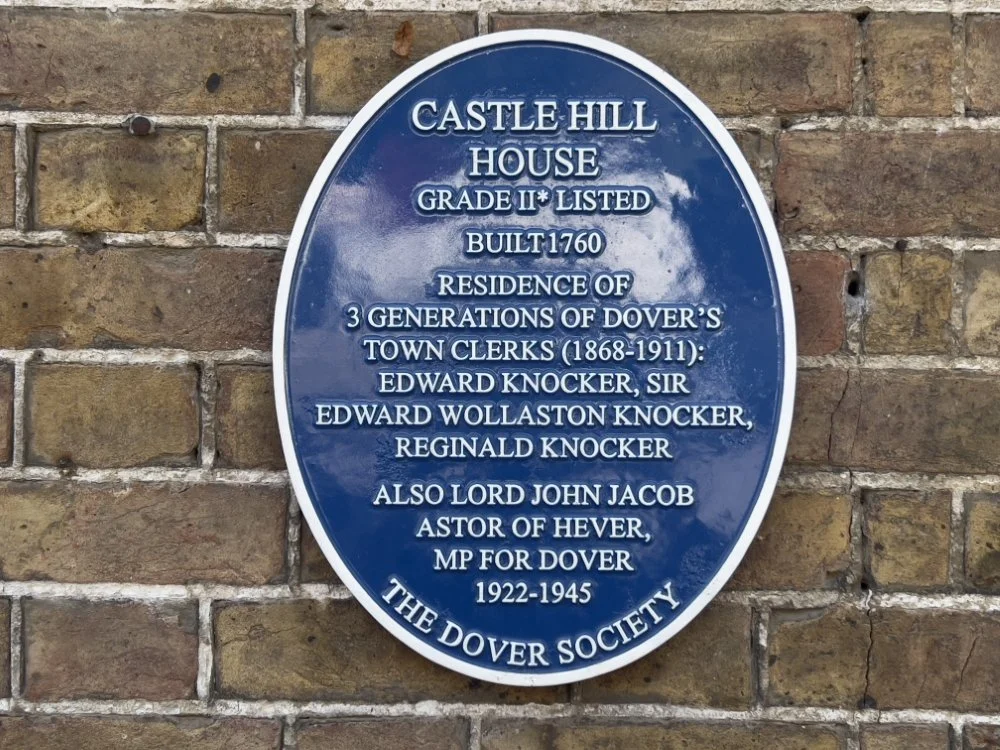 CASTLE HILL
HOUSE
GRADE II* LISTED
BUILT 1760
RESIDENCE OF
3 GENERATIONS OF DOVER'S
TOWN CLERKS (1868-1911):
EDWARD KNOCKER, SIR
EDWARD WOLLASTON KNOCKER,
REGINALD KNOCKER
ALSO LORD JOHN JACOB
ASTOR OF HEVER,
MP FOR DOVER
1922-1945
THE DOVER SOCIETY